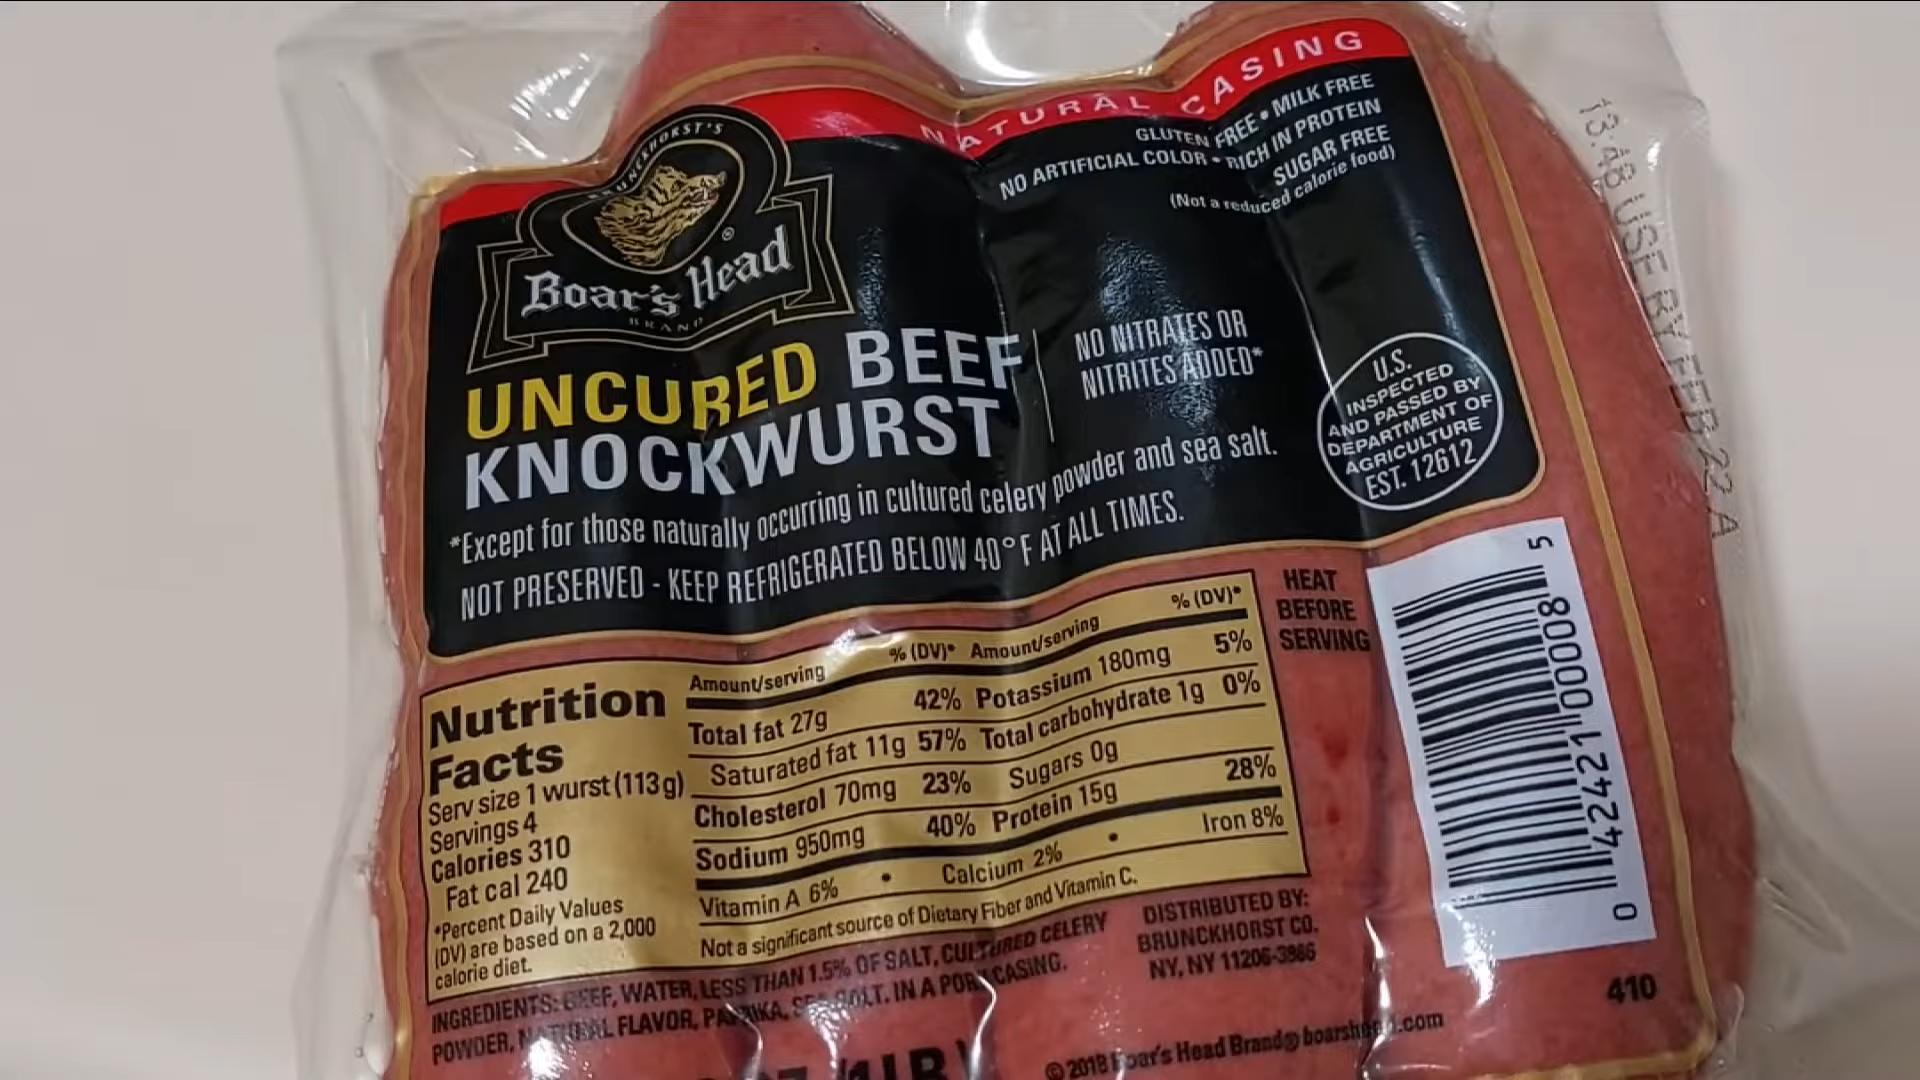 NATURAL CASING
GLUTEN FREE • MILK FREE
NO ARTIFICIAL COLOR • RICH IN PROTEIN
SUGAR FREE
(Not a reduced calorie food)
BRUNCKHORST'S
Boar's Head
®
BRAND
UNCURED BEEF
KNOCKWURST
NO NITRATES OR
NITRITES ADDED*
*Except for those naturally occurring in cultured celery powder and sea salt.
NOT PRESERVED - KEEP REFRIGERATED BELOW 40°F AT ALL TIMES.
U.S.
INSPECTED
AND PASSED BY
DEPARTMENT OF
AGRICULTURE
EST. 12612
13:48 USE BY FEB 22 A
HEAT
BEFORE
SERVING
Nutrition
Facts
Serv size 1 wurst (113g)
Servings 4
Calories 310
Fat cal 240
*Percent Daily Values
(DV) are based on a 2,000
calorie diet.
Amount/serving % (DV)* Amount/serving % (DV)*
Total fat 27g 42% Potassium 180mg 5%
Saturated fat 11g 57% Total carbohydrate 1g 0%
Cholesterol 70mg 23% Sugars 0g
Sodium 950mg 40% Protein 15g 28%
Vitamin A 6% • Calcium 2% • Iron 8%
Not a significant source of Dietary Fiber and Vitamin C.
INGREDIENTS: BEEF, WATER, LESS THAN 1.5% OF SALT, CULTURED CELERY
POWDER, NATURAL FLAVOR, PAPRIKA, SEA SALT. IN A PORK CASING.
DISTRIBUTED BY:
BRUNCKHORST CO.
NY, NY 11206-3966
0 42421 00008 5
410
(1LB)
©2018 Boar's Head Brand® boarshead.com